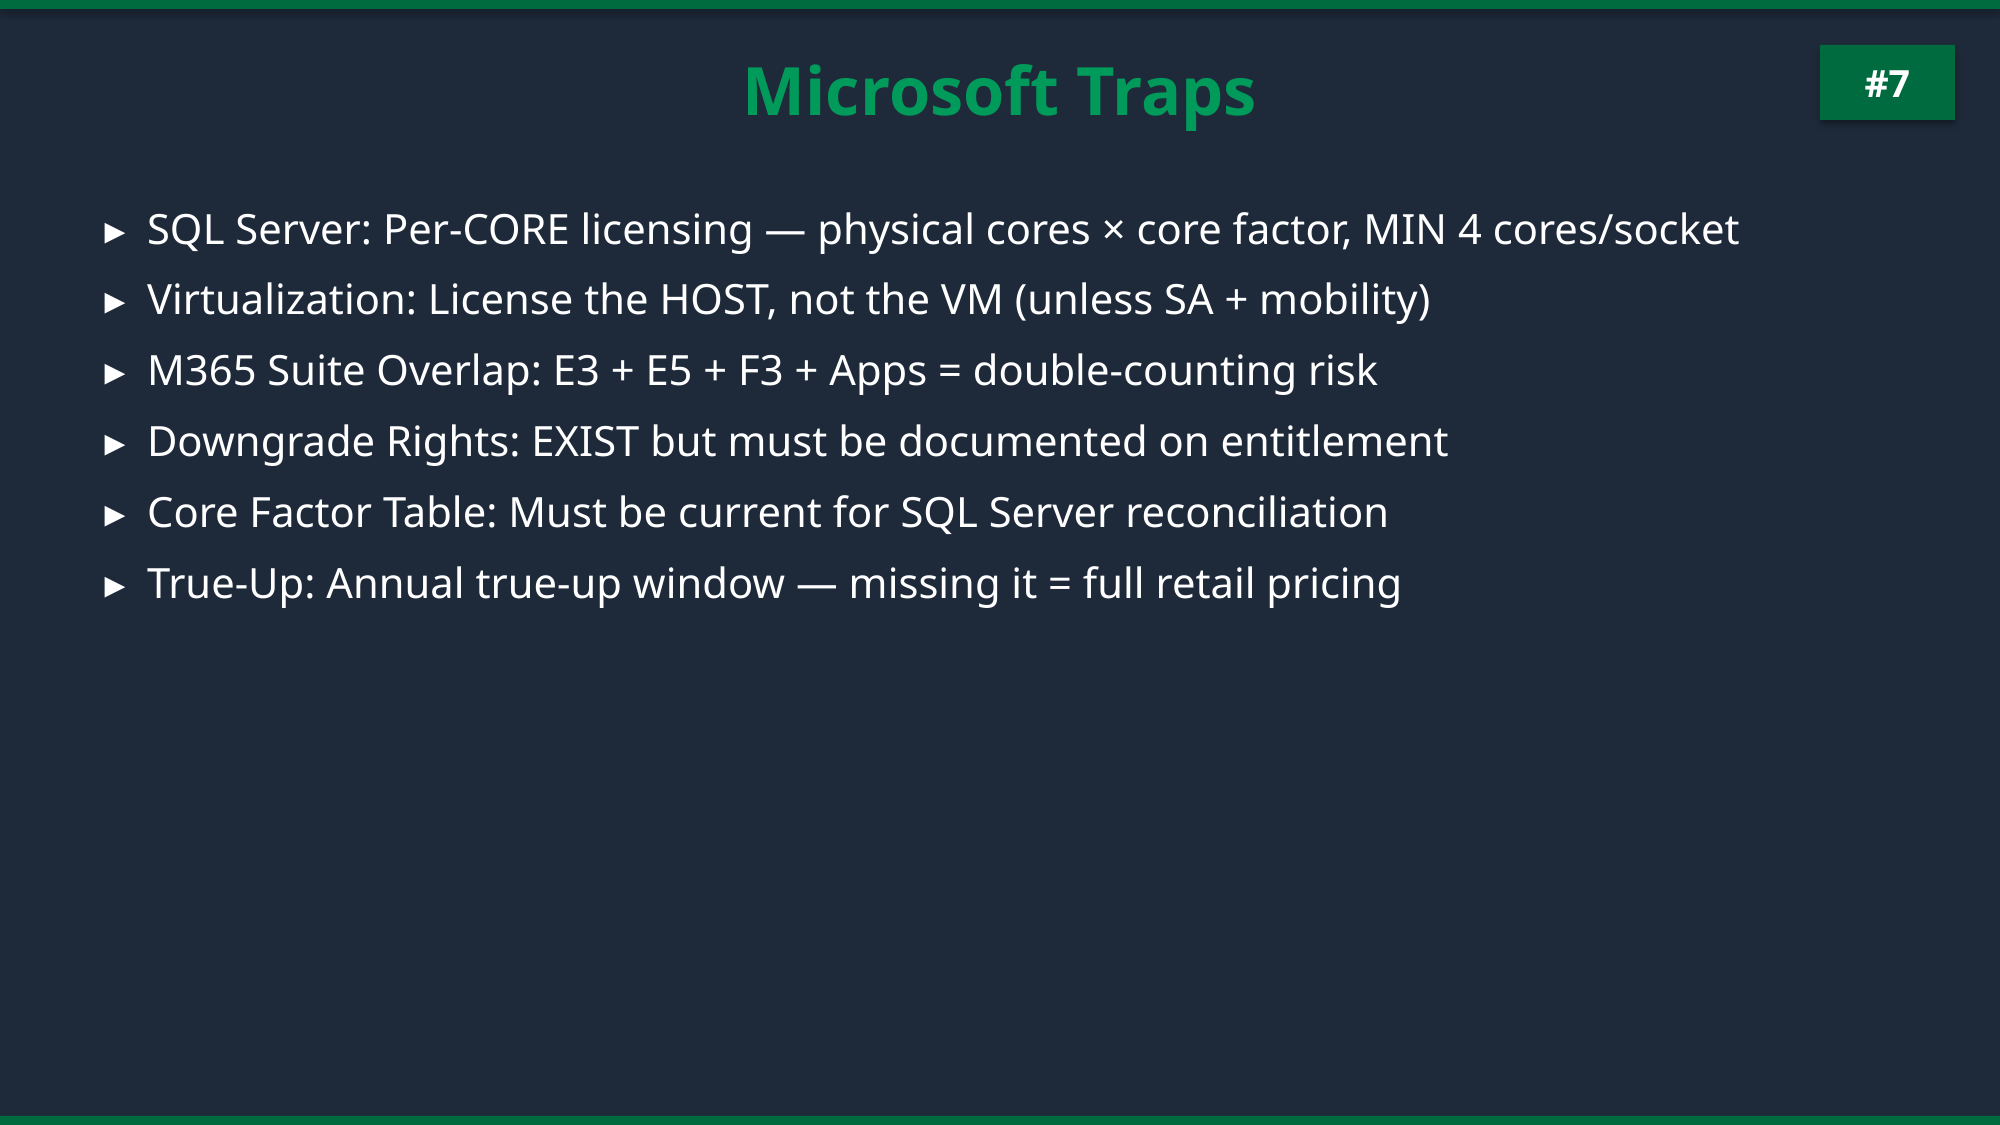 Microsoft Traps
#7
▸ SQL Server: Per-CORE licensing — physical cores × core factor, MIN 4 cores/socket
▸ Virtualization: License the HOST, not the VM (unless SA + mobility)
▸ M365 Suite Overlap: E3 + E5 + F3 + Apps = double-counting risk
▸ Downgrade Rights: EXIST but must be documented on entitlement
▸ Core Factor Table: Must be current for SQL Server reconciliation
▸ True-Up: Annual true-up window — missing it = full retail pricing